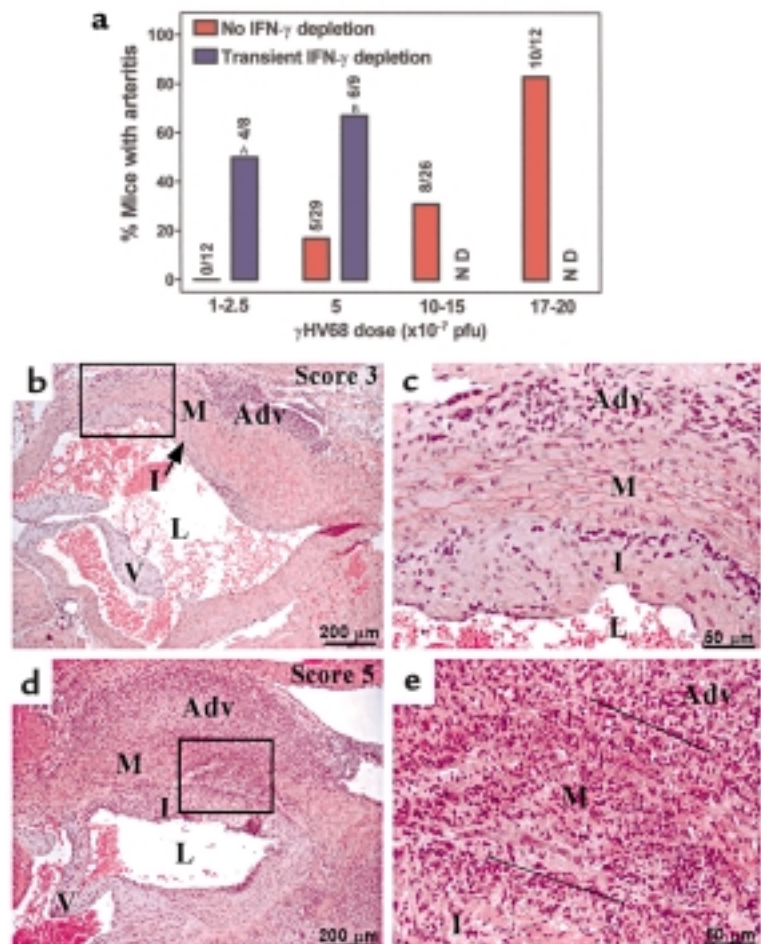 a
100
80
60
40
20
0
% Mice with arteritis
No IFN-γ depletion
Transient IFN-γ depletion
0/12
4/8
5/29
6/9
8/26
N D
10/12
N D
1-2.5
5
10-15
17-20
γHV68 dose (x10⁻⁷ pfu)
b
Score 3
M
Adv
I
L
V
200 µm
c
Adv
M
I
L
50 µm
d
Score 5
Adv
M
I
L
V
200 µm
e
Adv
M
I
50 µm